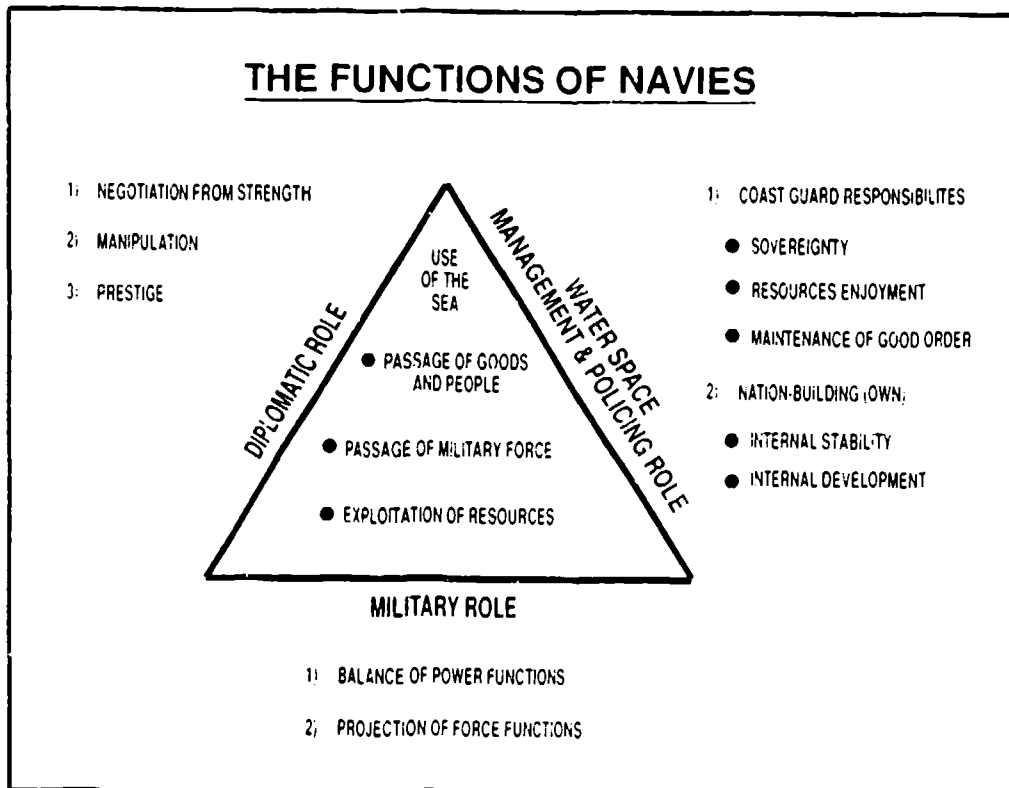 THE FUNCTIONS OF NAVIES
1) NEGOTIATION FROM STRENGTH
2) MANIPULATION
3) PRESTIGE
DIPLOMATIC ROLE
USE
OF THE
SEA
● PASSAGE OF GOODS
AND PEOPLE
● PASSAGE OF MILITARY FORCE
● EXPLOITATION OF RESOURCES
WATER SPACE
MANAGEMENT & POLICING ROLE
1) COAST GUARD RESPONSIBILITES
● SOVEREIGNTY
● RESOURCES ENJOYMENT
● MAINTENANCE OF GOOD ORDER
2) NATION-BUILDING (OWN)
● INTERNAL STABILITY
● INTERNAL DEVELOPMENT
MILITARY ROLE
1) BALANCE OF POWER FUNCTIONS
2) PROJECTION OF FORCE FUNCTIONS